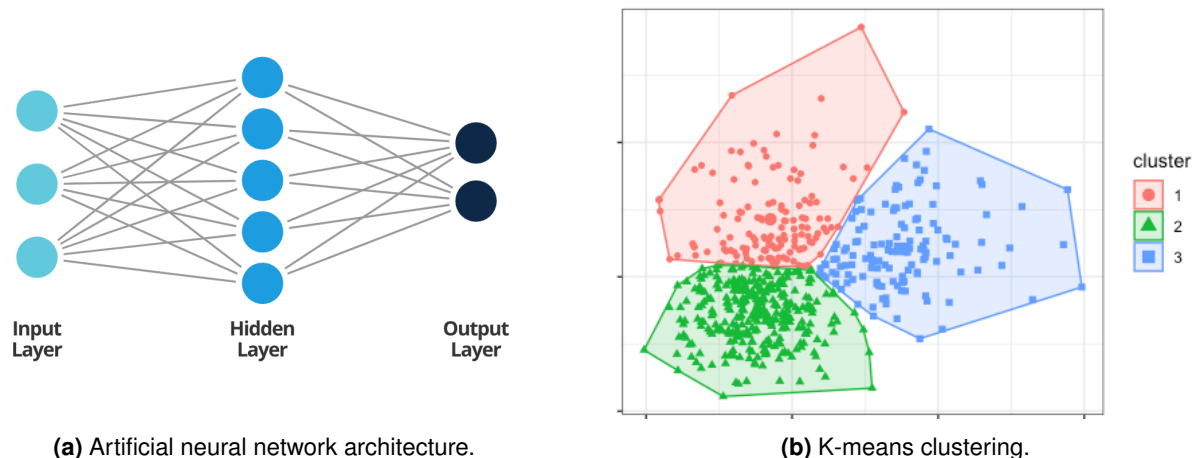 Input
Layer
Hidden
Layer
Output
Layer
(a) Artificial neural network architecture.
cluster
1
2
3
(b) K-means clustering.